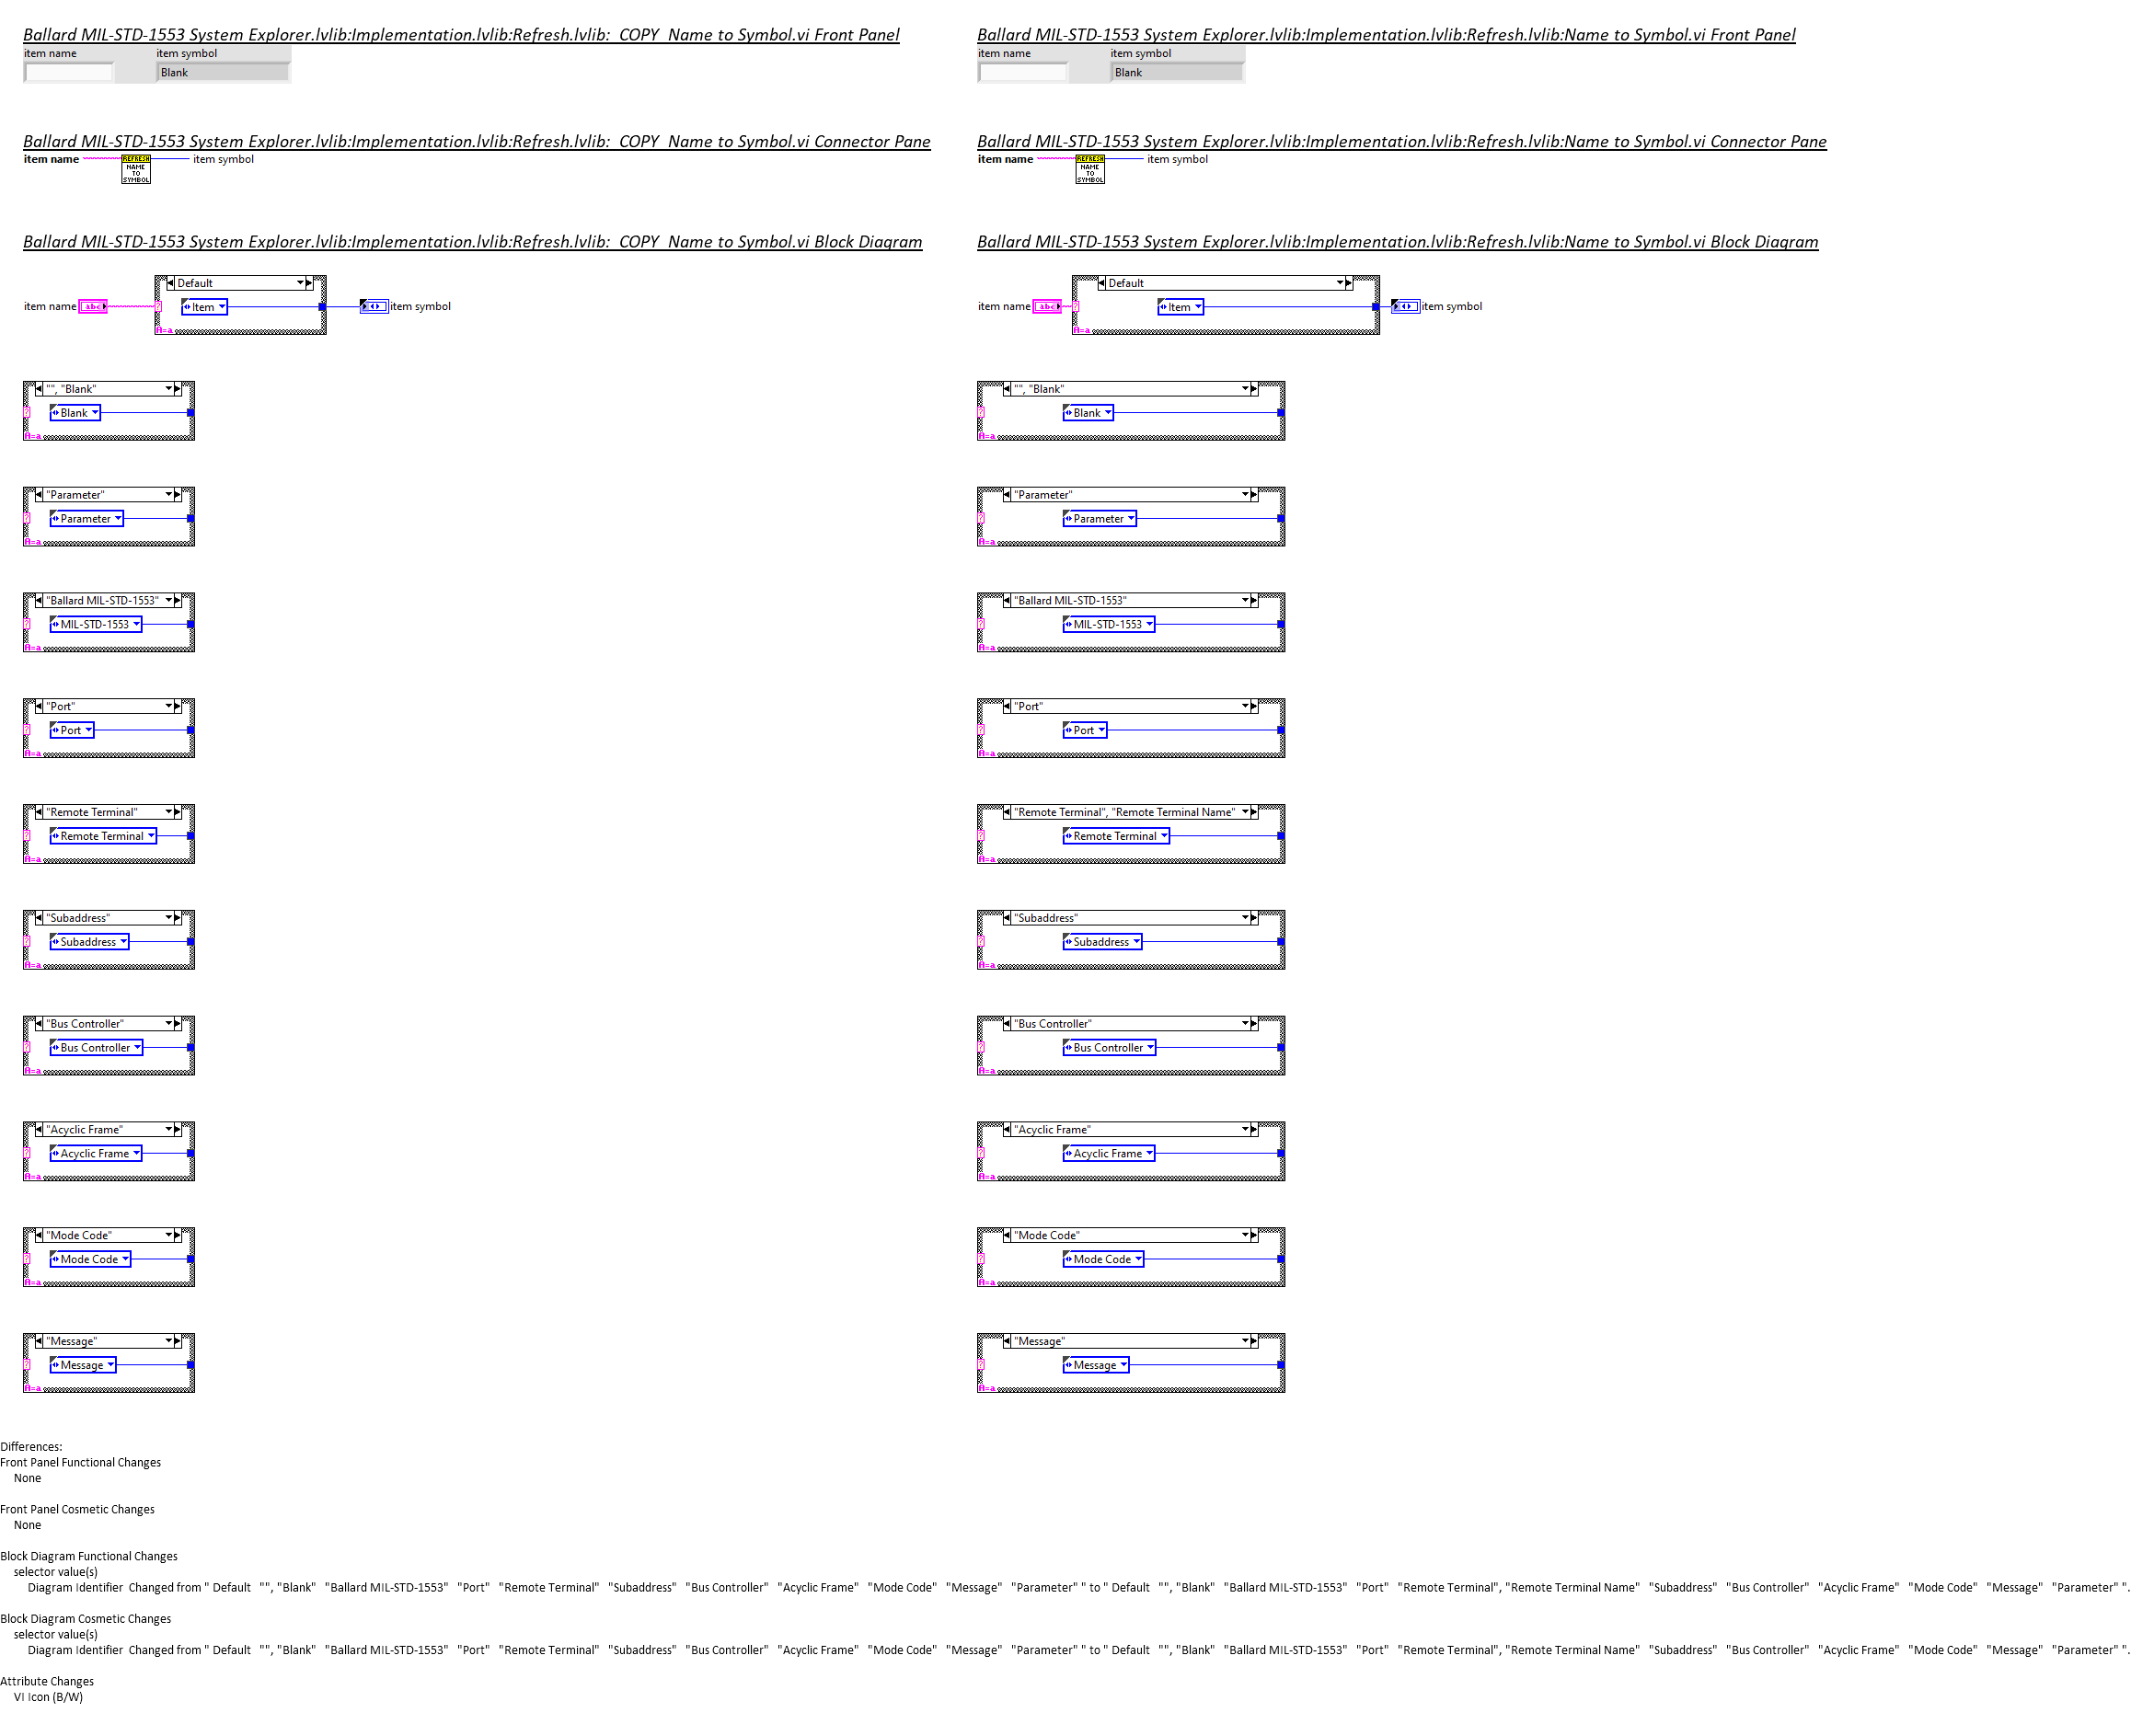 Ballard MIL-STD-1553 System Explorer.lvlib:Implementation.lvlib:Refresh.lvlib:  COPY  Name to Symbol.vi Front Panel
item name item symbol
Blank
Ballard MIL-STD-1553 System Explorer.lvlib:Implementation.lvlib:Refresh.lvlib:  COPY  Name to Symbol.vi Connector Pane
item name item symbol
REFRESH
NAME
TO
SYMBOL
Ballard MIL-STD-1553 System Explorer.lvlib:Implementation.lvlib:Refresh.lvlib:  COPY  Name to Symbol.vi Block Diagram
Default
item name abc ? Item item symbol
A=a
"", "Blank"
? Blank
A=a
"Parameter"
? Parameter
A=a
"Ballard MIL-STD-1553"
? MIL-STD-1553
A=a
"Port"
? Port
A=a
"Remote Terminal"
? Remote Terminal
A=a
"Subaddress"
? Subaddress
A=a
"Bus Controller"
? Bus Controller
A=a
"Acyclic Frame"
? Acyclic Frame
A=a
"Mode Code"
? Mode Code
A=a
"Message"
? Message
A=a
Ballard MIL-STD-1553 System Explorer.lvlib:Implementation.lvlib:Refresh.lvlib:Name to Symbol.vi Front Panel
item name item symbol
Blank
Ballard MIL-STD-1553 System Explorer.lvlib:Implementation.lvlib:Refresh.lvlib:Name to Symbol.vi Connector Pane
item name item symbol
REFRESH
NAME
TO
SYMBOL
Ballard MIL-STD-1553 System Explorer.lvlib:Implementation.lvlib:Refresh.lvlib:Name to Symbol.vi Block Diagram
Default
item name abc ? Item item symbol
A=a
"", "Blank"
? Blank
A=a
"Parameter"
? Parameter
A=a
"Ballard MIL-STD-1553"
? MIL-STD-1553
A=a
"Port"
? Port
A=a
"Remote Terminal", "Remote Terminal Name"
? Remote Terminal
A=a
"Subaddress"
? Subaddress
A=a
"Bus Controller"
? Bus Controller
A=a
"Acyclic Frame"
? Acyclic Frame
A=a
"Mode Code"
? Mode Code
A=a
"Message"
? Message
A=a
Differences:
Front Panel Functional Changes
None
Front Panel Cosmetic Changes
None
Block Diagram Functional Changes
selector value(s)
Diagram Identifier  Changed from " Default   "", "Blank"   "Ballard MIL-STD-1553"   "Port"   "Remote Terminal"   "Subaddress"   "Bus Controller"   "Acyclic Frame"   "Mode Code"   "Message"   "Parameter" " to " Default   "", "Blank"   "Ballard MIL-STD-1553"   "Port"   "Remote Terminal", "Remote Terminal Name"   "Subaddress"   "Bus Controller"   "Acyclic Frame"   "Mode Code"   "Message"   "Parameter" ".
Block Diagram Cosmetic Changes
selector value(s)
Diagram Identifier  Changed from " Default   "", "Blank"   "Ballard MIL-STD-1553"   "Port"   "Remote Terminal"   "Subaddress"   "Bus Controller"   "Acyclic Frame"   "Mode Code"   "Message"   "Parameter" " to " Default   "", "Blank"   "Ballard MIL-STD-1553"   "Port"   "Remote Terminal", "Remote Terminal Name"   "Subaddress"   "Bus Controller"   "Acyclic Frame"   "Mode Code"   "Message"   "Parameter" ".
Attribute Changes
VI Icon (B/W)